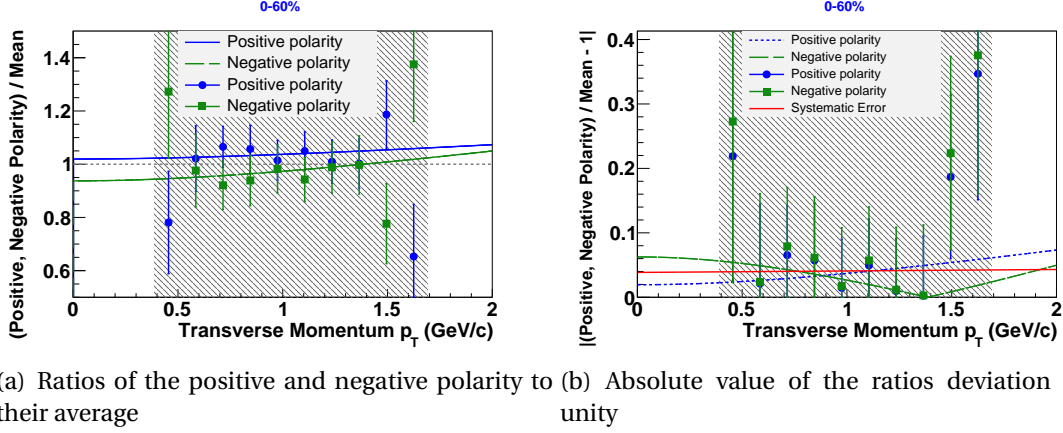 0-60%
(Positive, Negative Polarity) / Mean
1.4
1.2
1
0.8
0.6
Positive polarity
Negative polarity
Positive polarity
Negative polarity
0 0.5 1 1.5 2
Transverse Momentum p_T (GeV/c)
0-60%
|(Positive, Negative Polarity) / Mean - 1|
0.4
0.3
0.2
0.1
0
Positive polarity
Negative polarity
Positive polarity
Negative polarity
Systematic Error
0 0.5 1 1.5 2
Transverse Momentum p_T (GeV/c)
(a) Ratios of the positive and negative polarity to
their average
(b) Absolute value of the ratios deviation
unity